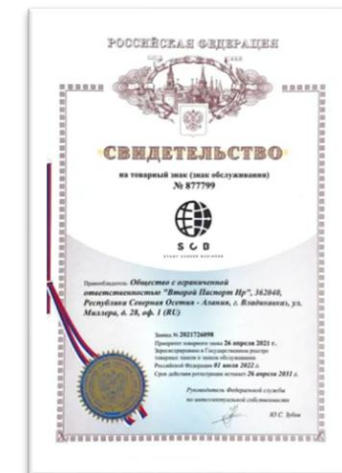 РОССИЙСКАЯ ФЕДЕРАЦИЯ
СВИДЕТЕЛЬСТВО
на товарный знак (знак обслуживания)
№ 877799
SCB
Правообладатель: Общество с ограниченной
ответственностью "Второй Паспорт Ир", 362040,
Республика Северная Осетия - Алания, г. Владикавказ, ул.
Миллера, д. 28, оф. 1 (RU)
Заявка № 2021726098
Приоритет товарного знака 26 апреля 2021 г.
Зарегистрировано в Государственном реестре
товарных знаков и знаков обслуживания
Российской Федерации 01 июля 2022 г.
Срок действия регистрации истекает 26 апреля 2031 г.
Руководитель Федеральной службы
по интеллектуальной собственности
Ю.С. Зубов